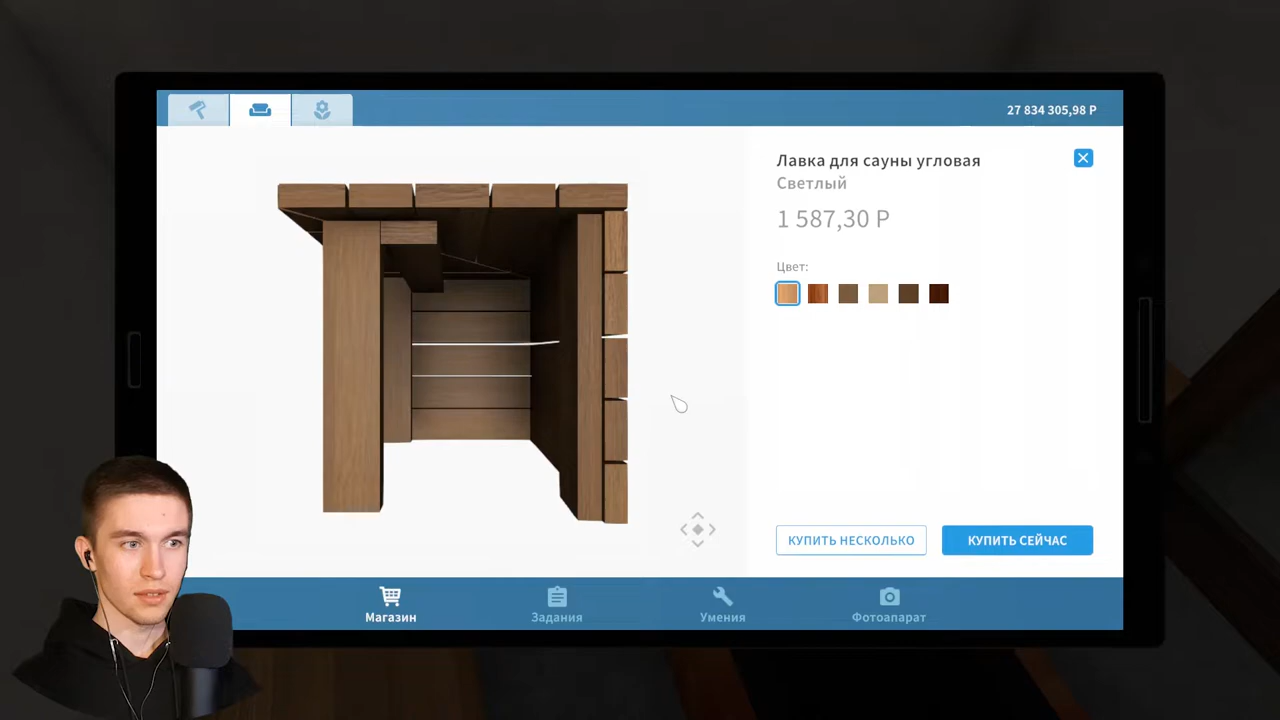 27 834 305,98 Р
Лавка для сауны угловая
Светлый
1 587,30 Р
Цвет:
КУПИТЬ НЕСКОЛЬКО
КУПИТЬ СЕЙЧАС
Магазин
Задания
Умения
Фотоапарат